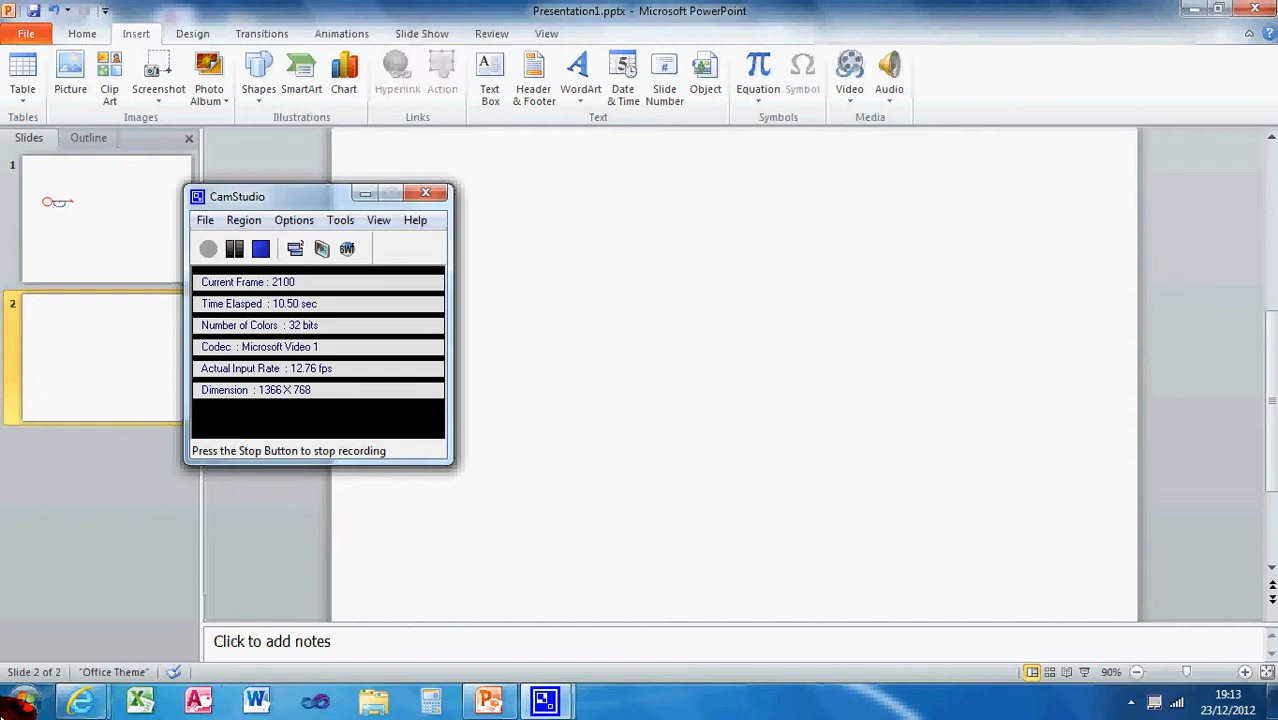 Presentation1.pptx - Microsoft PowerPoint
File Home Insert Design Transitions Animations Slide Show Review View
Table Picture Clip Art Screenshot Photo Album Shapes SmartArt Chart Hyperlink Action Text Box Header & Footer WordArt Date & Time Slide Number Object Equation Symbol Video Audio
Tables Images Illustrations Links Text Symbols Media
Slides Outline
1
2
CamStudio
File Region Options Tools View Help
Current Frame : 2100
Time Elasped : 10.50 sec
Number of Colors : 32 bits
Codec : Microsoft Video 1
Actual Input Rate : 12.76 fps
Dimension : 1366 X 768
Press the Stop Button to stop recording
Click to add notes
Slide 2 of 2 "Office Theme" 90%
19:13
23/12/2012